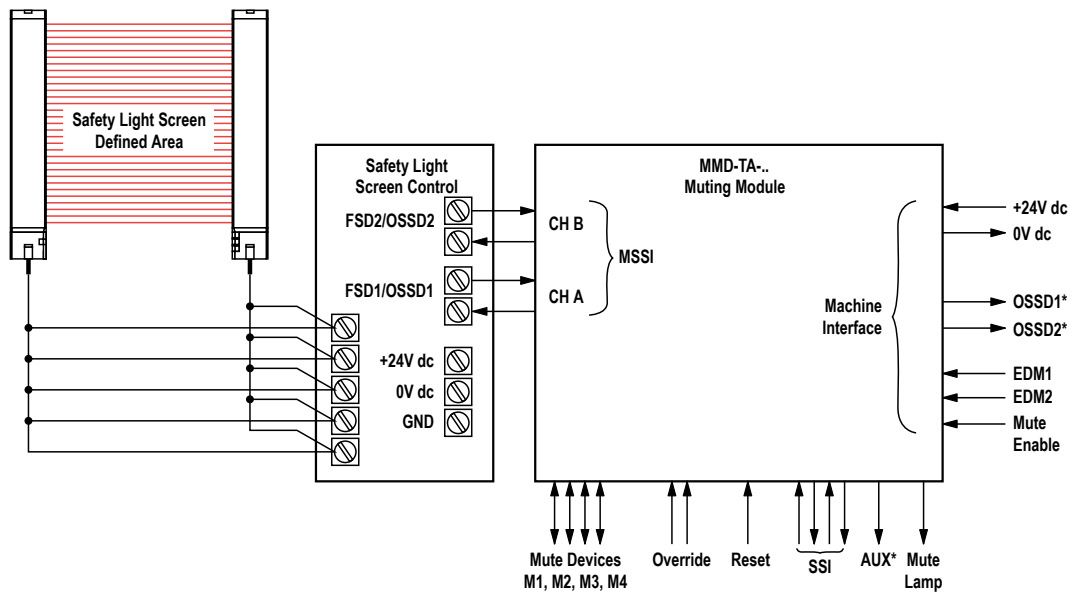 Safety Light Screen
Defined Area
Safety Light
Screen Control
FSD2/OSSD2
FSD1/OSSD1
+24V dc
0V dc
GND
MMD-TA-..
Muting Module
CH B
MSSI
CH A
Machine
Interface
+24V dc
0V dc
OSSD1*
OSSD2*
EDM1
EDM2
Mute
Enable
Mute Devices
M1, M2, M3, M4
Override
Reset
SSI
AUX*
Mute
Lamp